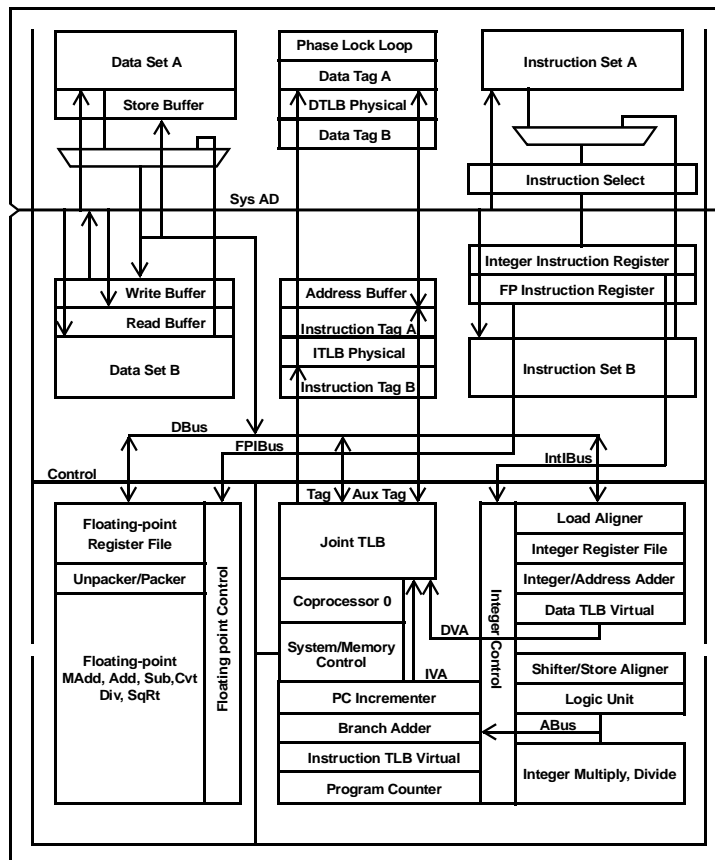 Data Set A
Store Buffer
Phase Lock Loop
Data Tag A
DTLB Physical
Data Tag B
Instruction Set A
Instruction Select
Sys AD
Write Buffer
Read Buffer
Data Set B
Address Buffer
Instruction Tag A
ITLB Physical
Instruction Tag B
Integer Instruction Register
FP Instruction Register
Instruction Set B
DBus
FPIBus
IntIBus
Control
Tag
Aux Tag
Floating-point
Register File
Unpacker/Packer
Floating-point
MAdd, Add, Sub,Cvt
Div, SqRt
Floating point Control
Joint TLB
Coprocessor 0
System/Memory
Control
DVA
IVA
PC Incrementer
Branch Adder
Instruction TLB Virtual
Program Counter
Integer Control
Load Aligner
Integer Register File
Integer/Address Adder
Data TLB Virtual
Shifter/Store Aligner
Logic Unit
ABus
Integer Multiply, Divide